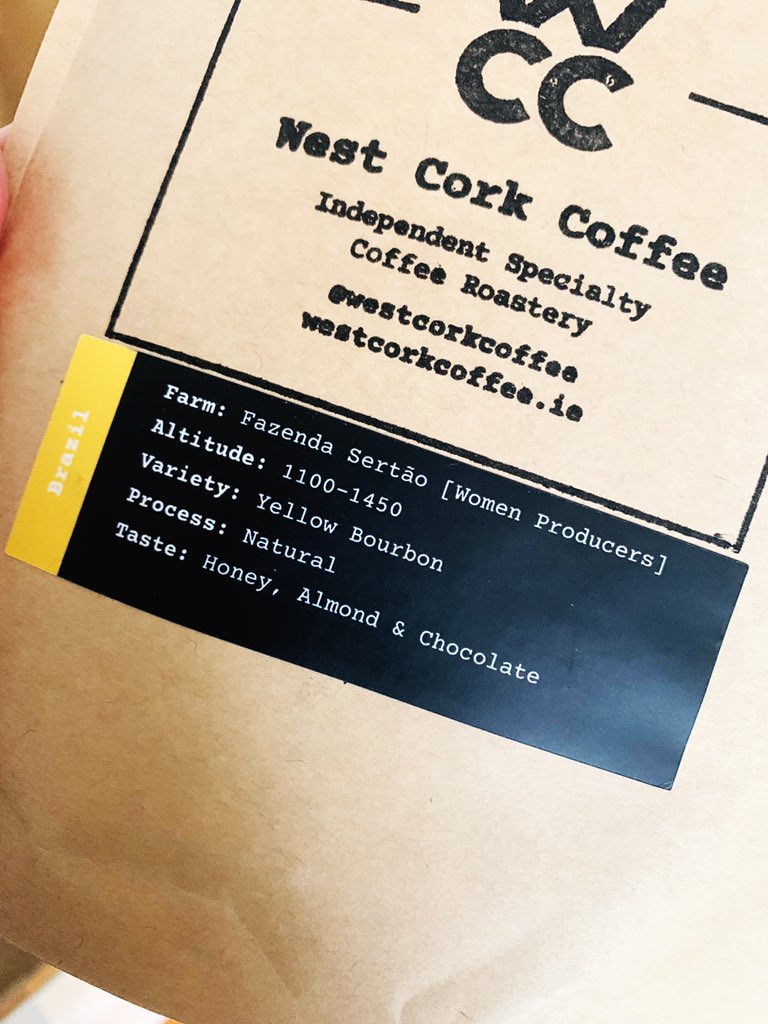 W
CC
West Cork Coffee
Independent Specialty
Coffee Roastery
@westcorkcoffee
westcorkcoffee.ie
Brazil
Farm: Fazenda Sertão [Women Producers]
Altitude: 1100-1450
Variety: Yellow Bourbon
Process: Natural
Taste: Honey, Almond & Chocolate